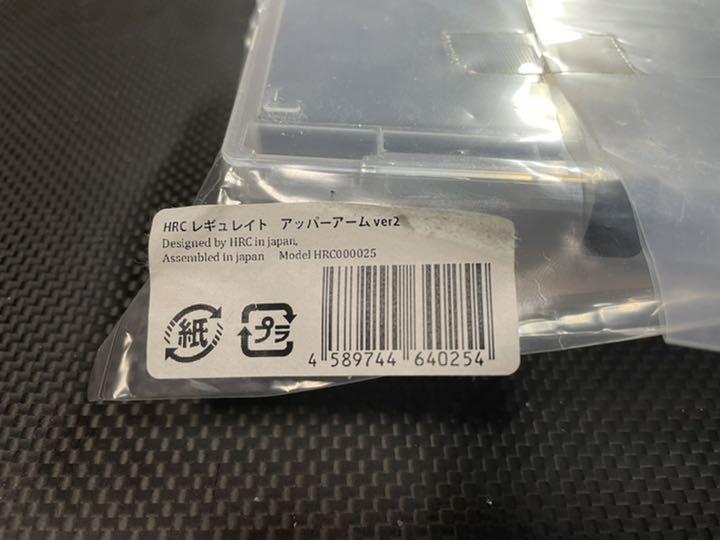 HRC レギュレイト　アッパーアーム ver2
Designed by HRC in japan,
Assembled in japan　Model HRC000025
紙
プラ
4 589744 640254